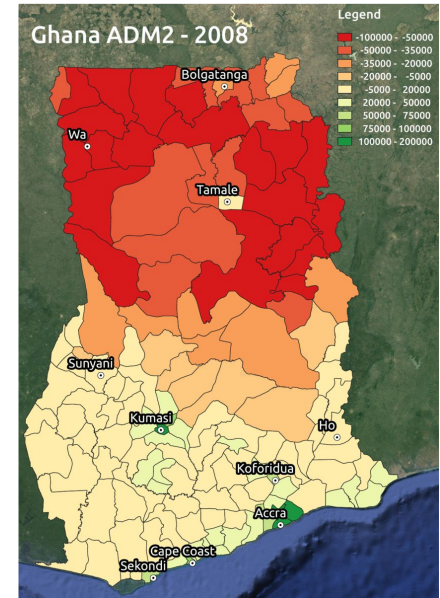 Ghana ADM2 - 2008
Legend
-100000 - -50000
-50000 - -35000
-35000 - -20000
-20000 - -5000
-5000 - 20000
20000 - 50000
50000 - 75000
75000 - 100000
100000 - 200000
Bolgatanga
Wa
Tamale
Sunyani
Kumasi
Ho
Koforidua
Accra
Cape Coast
Sekondi